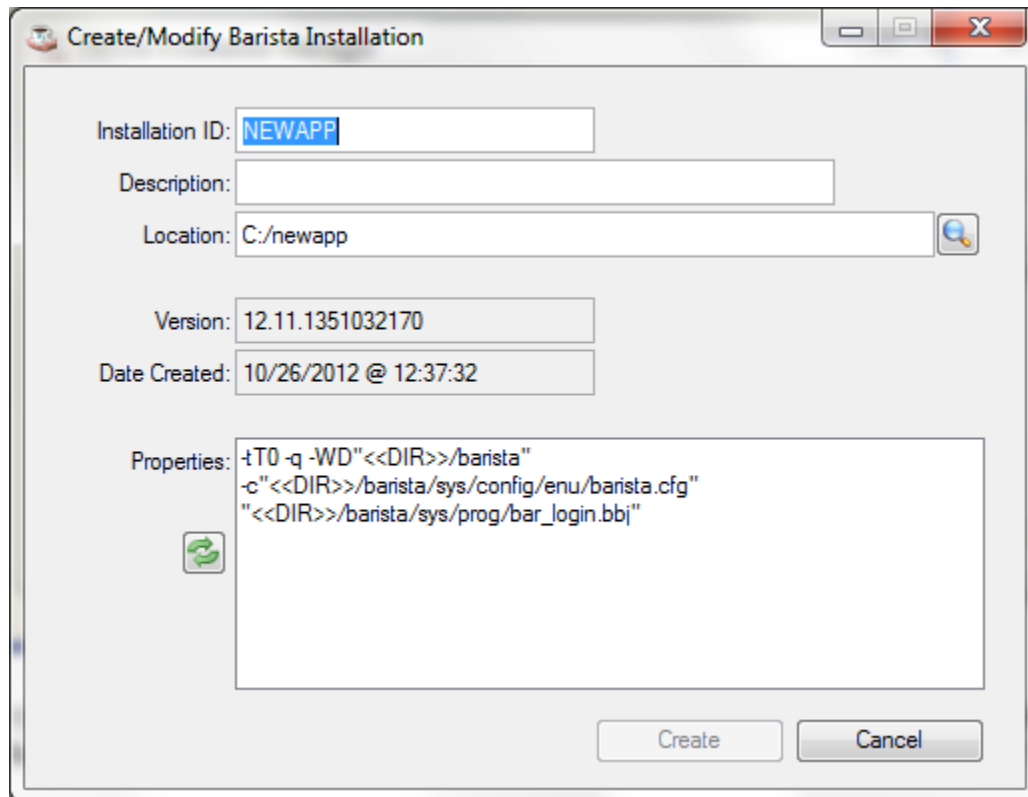 Create/Modify Barista Installation
Installation ID: NEWAPP
Description:
Location: C:/newapp
Version: 12.11.1351032170
Date Created: 10/26/2012 @ 12:37:32
Properties: -tT0 -q -WD"<<DIR>>/barista"
-c"<<DIR>>/barista/sys/config/enu/barista.cfg"
"<<DIR>>/barista/sys/prog/bar_login.bbj"
Create Cancel